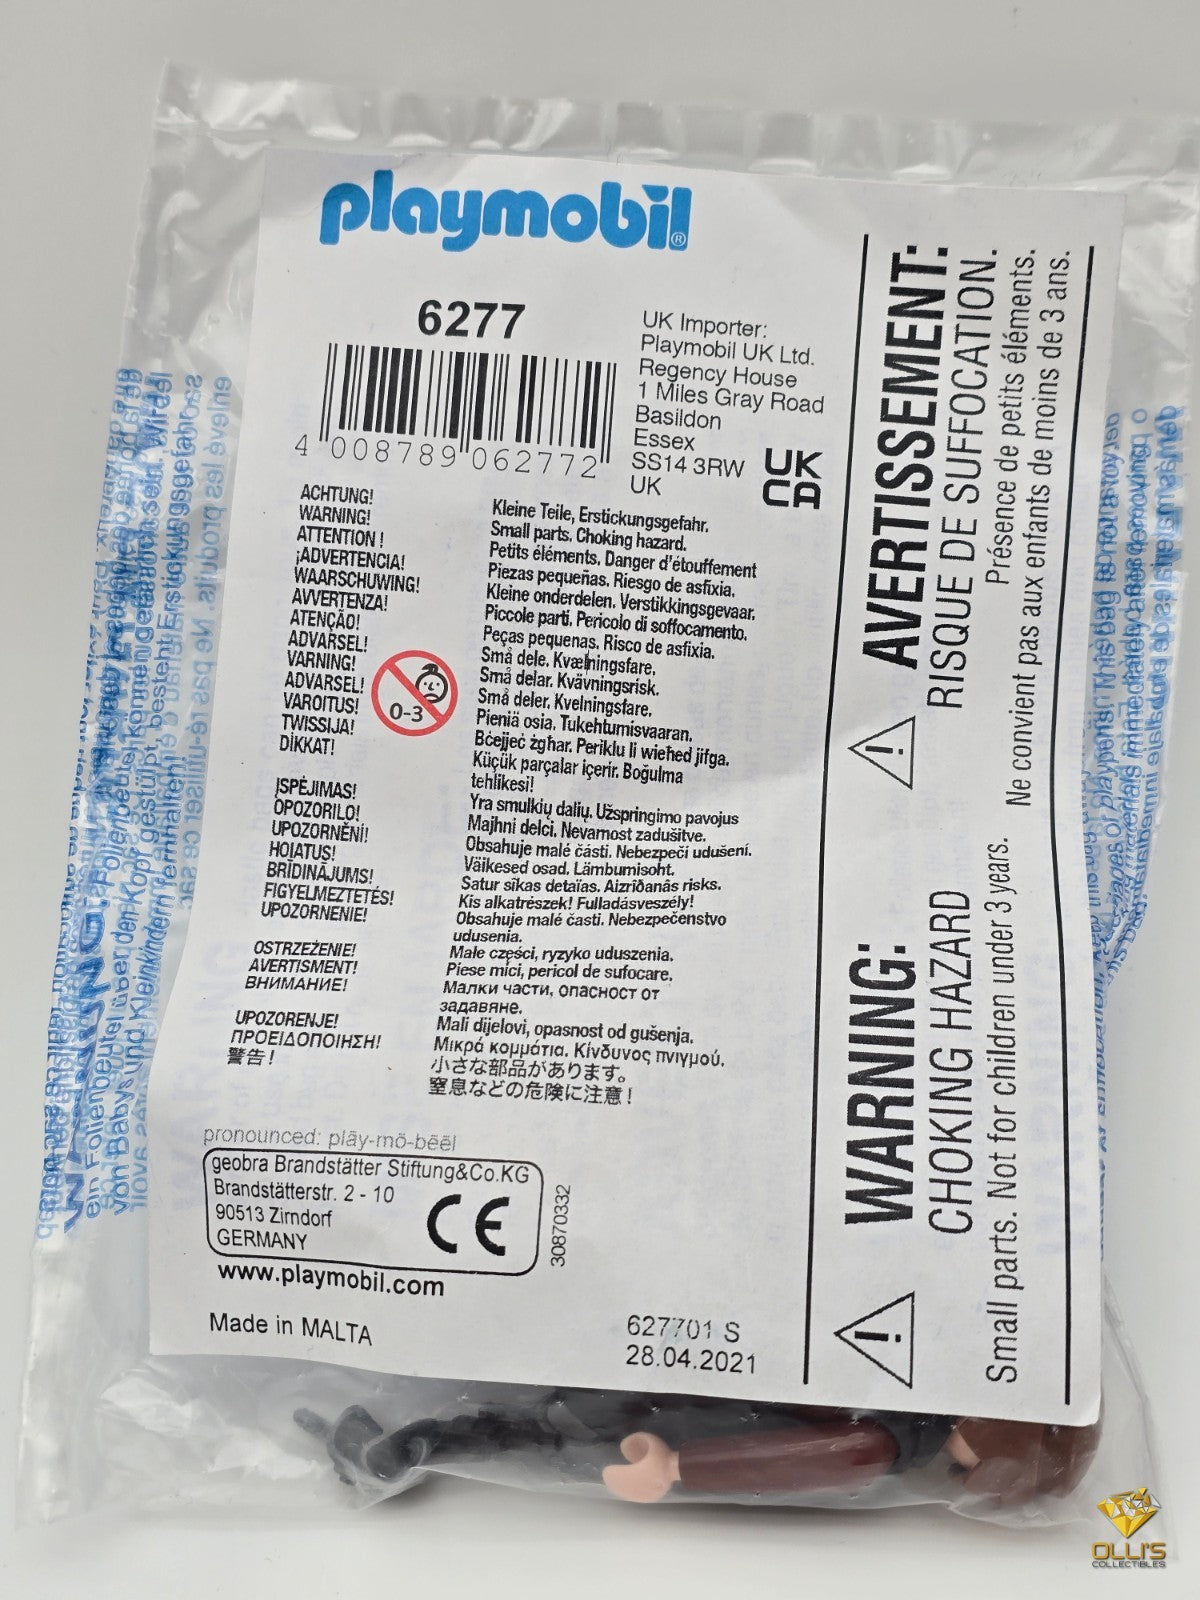 playmobil®
6277
4 008789 062772
UK Importer:
Playmobil UK Ltd.
Regency House
1 Miles Gray Road
Basildon
Essex
SS14 3RW
UK
UK
CA
ACHTUNG!
WARNING!
ATTENTION !
¡ADVERTENCIA!
WAARSCHUWING!
AVVERTENZA!
ATENÇÃO!
ADVARSEL!
VARNING!
ADVARSEL!
VAROITUS!
TWISSIJA!
DİKKAT!
ĮSPĖJIMAS!
OPOZORILO!
UPOZORNĚNÍ!
HOIATUS!
BRĪDINĀJUMS!
FIGYELMEZTETÉS!
UPOZORNENIE!
OSTRZEŻENIE!
AVERTISMENT!
ВНИМАНИЕ!
UPOZORENJE!
ΠΡΟΕΙΔΟΠΟΙΗΣΗ!
警告!
0-3
Kleine Teile, Erstickungsgefahr.
Small parts. Choking hazard.
Petits éléments. Danger d'étouffement
Piezas pequeñas. Riesgo de asfixia.
Kleine onderdelen. Verstikkingsgevaar.
Piccole parti. Pericolo di soffocamento.
Peças pequenas. Risco de asfixia.
Små dele. Kvælningsfare.
Små delar. Kvävningsrisk.
Små deler. Kvelningsfare.
Pieniä osia. Tukehtumisvaaran.
Bċejjeċ żgħar. Periklu li wieħed jifga.
Küçük parçalar içerir. Boğulma
tehlikesi!
Yra smulkių dalių. Užspringimo pavojus
Majhni delci. Nevarnost zadušitve.
Obsahuje malé části. Nebezpeči udušení.
Väikesed osad. Lämbumisoht.
Satur sīkas detaļas. Aizrīðanâs risks.
Kis alkatrészek! Fulladásveszély!
Obsahuje malé časti. Nebezpečenstvo
udusenia.
Małe części, ryzyko uduszenia.
Piese mici, pericol de sufocare.
Малки части, опасност от
задавяне.
Mali dijelovi, opasnost od gušenja.
Μικρά κομμάτια. Κίνδυνος πνιγμού.
小さな部品があります。
窒息などの危険に注意!
pronounced: plāy-mō-bēēl
geobra Brandstätter Stiftung&Co.KG
Brandstätterstr. 2 - 10
90513 Zirndorf
GERMANY
CE
30870332
www.playmobil.com
Made in MALTA
627701 S
28.04.2021
AVERTISSEMENT:
RISQUE DE SUFFOCATION.
Présence de petits éléments.
Ne convient pas aux enfants de moins de 3 ans.
WARNING:
CHOKING HAZARD
Small parts. Not for children under 3 years.
OLLI'S
COLLECTIBLES